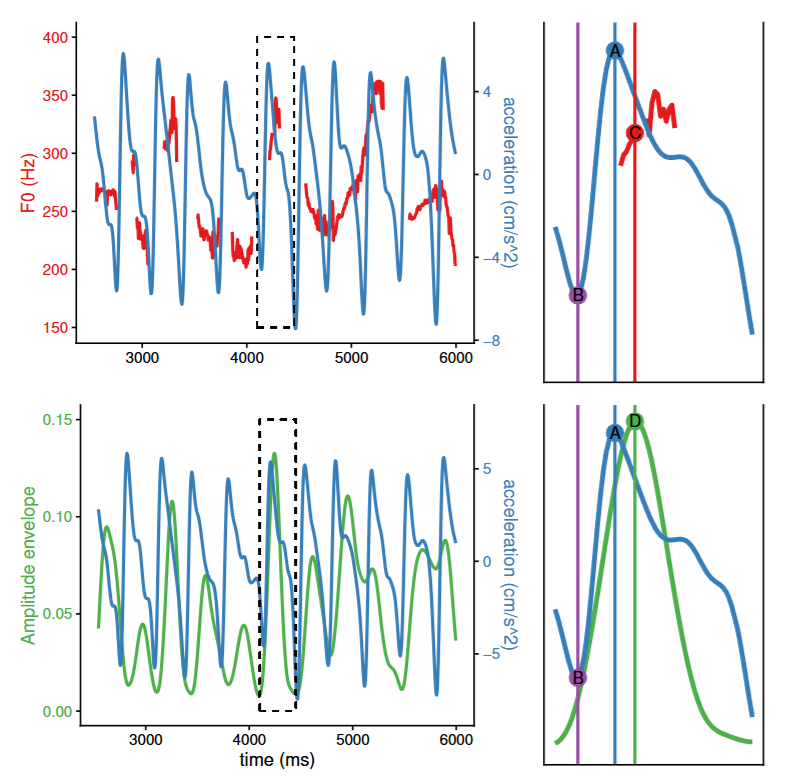 400
350
300
250
200
150
F0 (Hz)
3000
4000
5000
6000
4
0
−4
−8
acceleration (cm/s^2)
A
C
B
0.15
0.10
0.05
0.00
Amplitude envelope
3000
4000
5000
6000
time (ms)
5
0
−5
acceleration (cm/s^2)
A
D
B